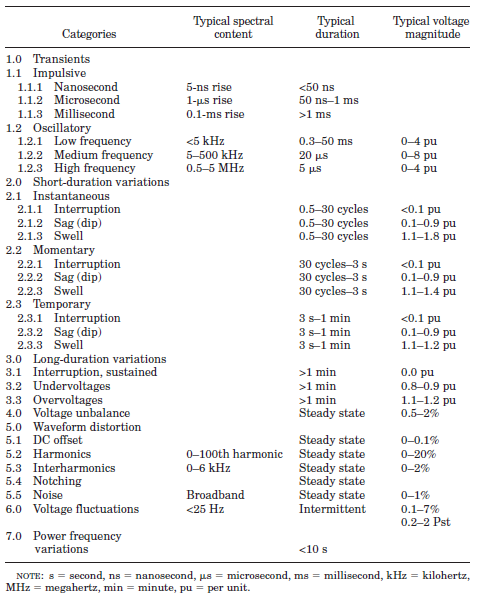 Categories Typical spectral content Typical duration Typical voltage magnitude
1.0 Transients
1.1 Impulsive
1.1.1 Nanosecond 5-ns rise <50 ns
1.1.2 Microsecond 1-μs rise 50 ns–1 ms
1.1.3 Millisecond 0.1-ms rise >1 ms
1.2 Oscillatory
1.2.1 Low frequency <5 kHz 0.3–50 ms 0–4 pu
1.2.2 Medium frequency 5–500 kHz 20 μs 0–8 pu
1.2.3 High frequency 0.5–5 MHz 5 μs 0–4 pu
2.0 Short-duration variations
2.1 Instantaneous
2.1.1 Interruption 0.5–30 cycles <0.1 pu
2.1.2 Sag (dip) 0.5–30 cycles 0.1–0.9 pu
2.1.3 Swell 0.5–30 cycles 1.1–1.8 pu
2.2 Momentary
2.2.1 Interruption 30 cycles–3 s <0.1 pu
2.2.2 Sag (dip) 30 cycles–3 s 0.1–0.9 pu
2.2.3 Swell 30 cycles–3 s 1.1–1.4 pu
2.3 Temporary
2.3.1 Interruption 3 s–1 min <0.1 pu
2.3.2 Sag (dip) 3 s–1 min 0.1–0.9 pu
2.3.3 Swell 3 s–1 min 1.1–1.2 pu
3.0 Long-duration variations
3.1 Interruption, sustained >1 min 0.0 pu
3.2 Undervoltages >1 min 0.8–0.9 pu
3.3 Overvoltages >1 min 1.1–1.2 pu
4.0 Voltage unbalance Steady state 0.5–2%
5.0 Waveform distortion
5.1 DC offset Steady state 0–0.1%
5.2 Harmonics 0–100th harmonic Steady state 0–20%
5.3 Interharmonics 0–6 kHz Steady state 0–2%
5.4 Notching Steady state
5.5 Noise Broadband Steady state 0–1%
6.0 Voltage fluctuations <25 Hz Intermittent 0.1–7%
0.2–2 Pst
7.0 Power frequency
variations <10 s
NOTE: s = second, ns = nanosecond, μs = microsecond, ms = millisecond, kHz = kilohertz,
MHz = megahertz, min = minute, pu = per unit.